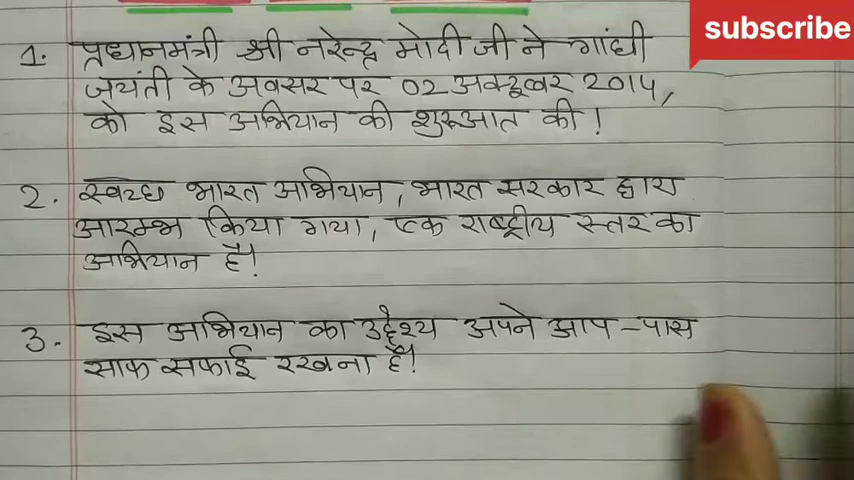 subscribe
1. प्रधानमंत्री श्री नरेन्द्र मोदी जी ने गांधी
जयंती के अवसर पर 02 अक्टूबर 2014,
को इस अभियान की शुरुआत की!
2. स्वच्छ भारत अभियान, भारत सरकार द्वारा
आरम्भ किया गया, एक राष्ट्रीय स्तर का
अभियान है!
3. इस अभियान का उद्देश्य अपने आप-पास
साफ सफाई रखना है!